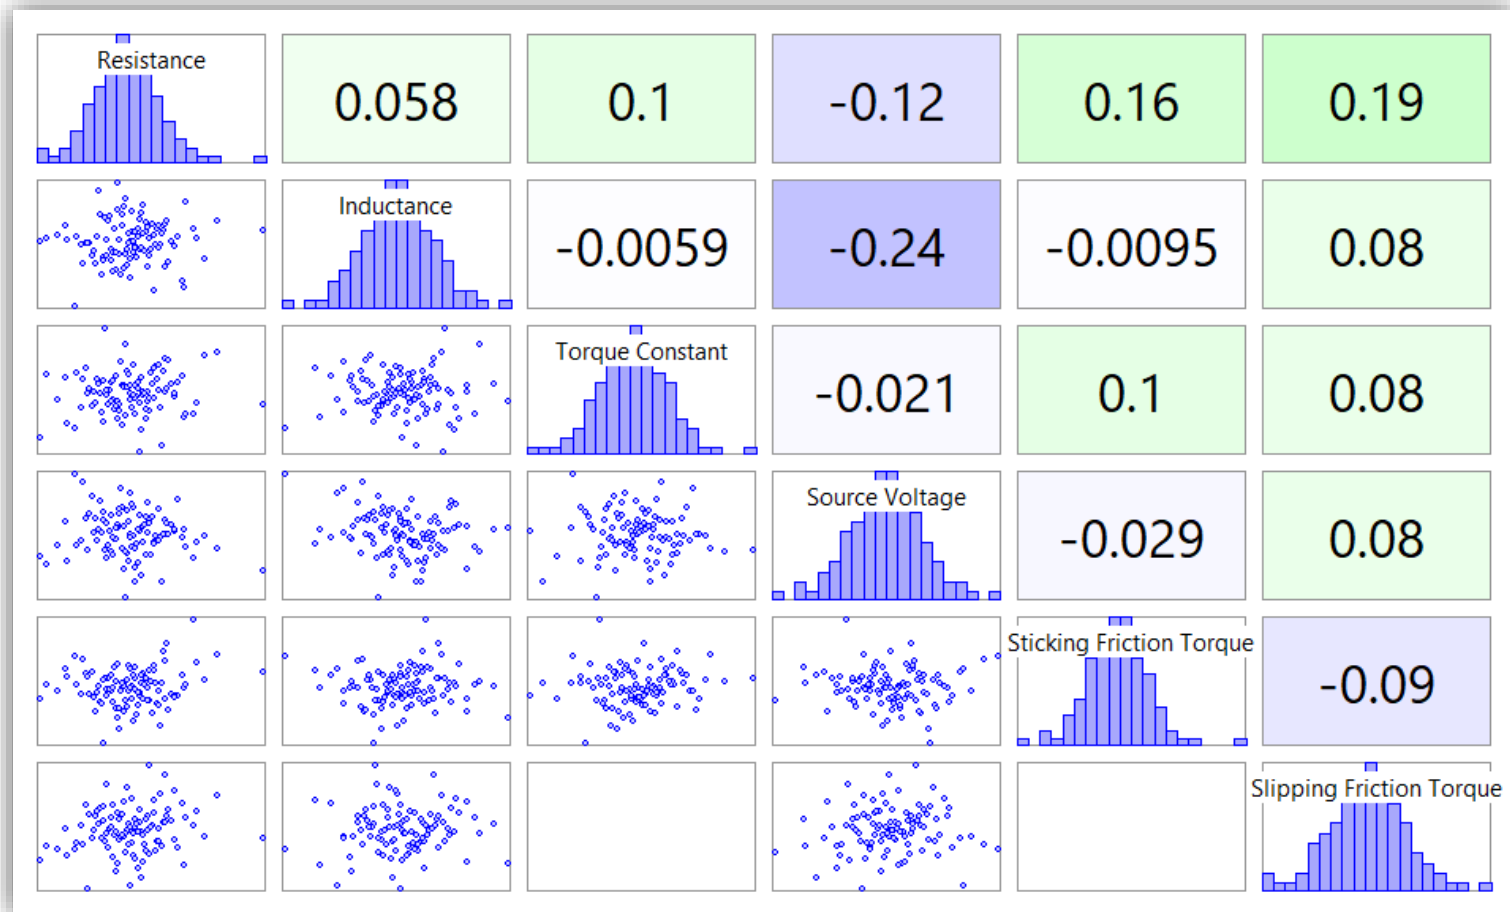 Resistance
0.058
0.1
-0.12
0.16
0.19
Inductance
-0.0059
-0.24
-0.0095
0.08
Torque Constant
-0.021
0.1
0.08
Source Voltage
-0.029
0.08
Sticking Friction Torque
-0.09
Slipping Friction Torque